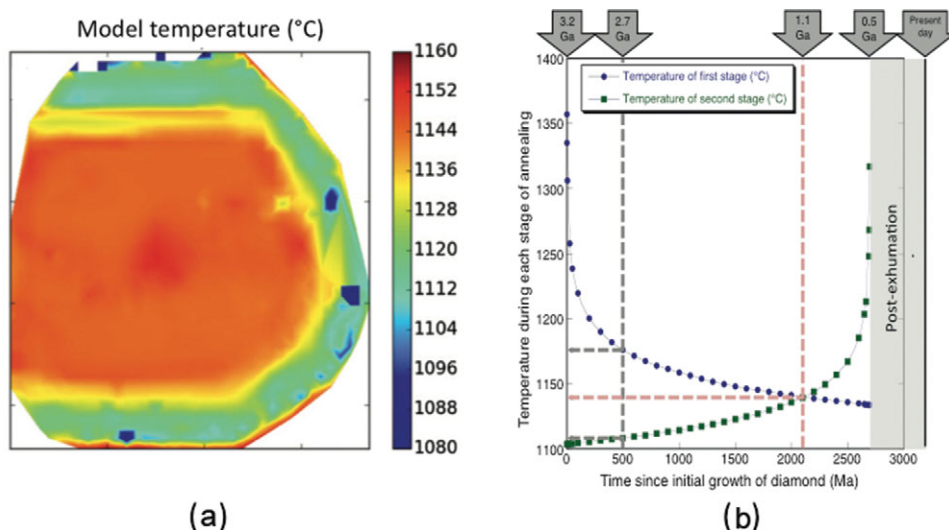 (a)
Model temperature (°C)
1160
1152
1144
1136
1128
1120
1112
1104
1096
1088
1080
(b)
3.2
Ga
2.7
Ga
1.1
Ga
0.5
Ga
Present
day
Temperature of first stage (°C)
Temperature of second stage (°C)
Temperature during each stage of annealing
1400
1350
1300
1250
1200
1150
1100
Post-exhumation
0
500
1000
1500
2000
2500
3000
Time since initial growth of diamond (Ma)
(a)
(b)